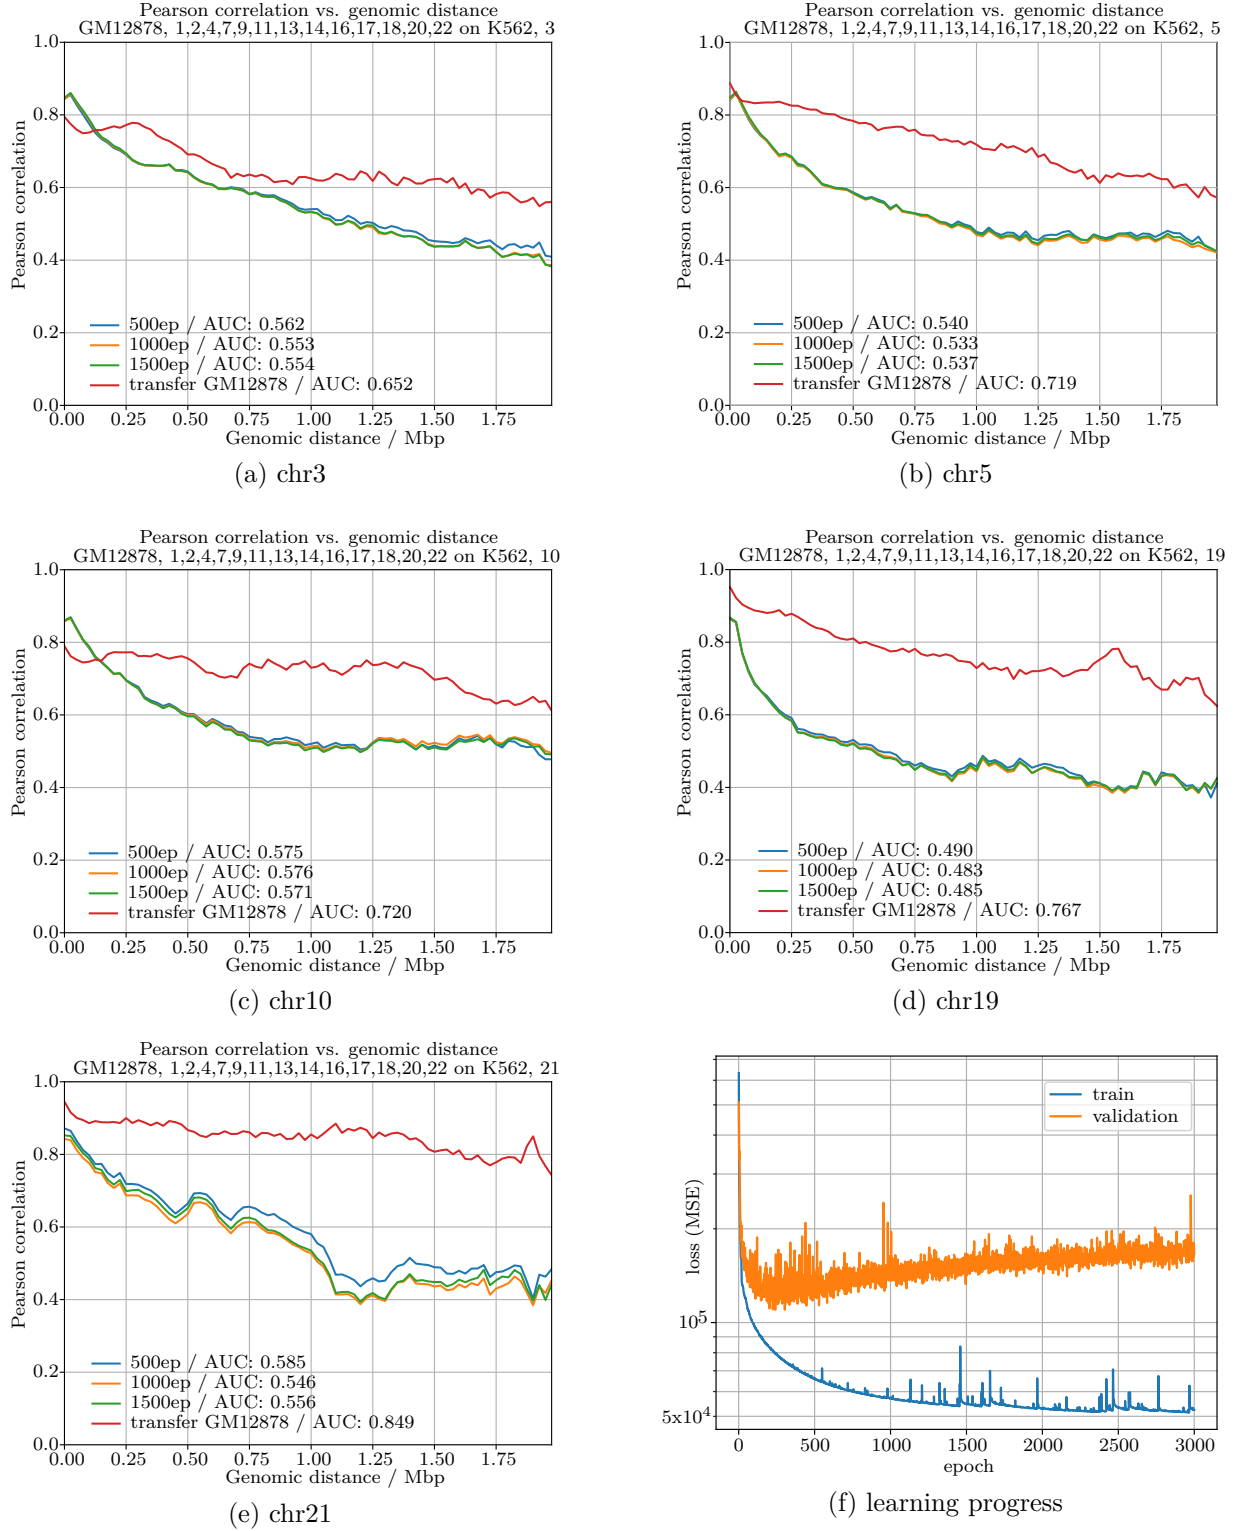 Pearson correlation vs. genomic distance
GM12878, 1,2,4,7,9,11,13,14,16,17,18,20,22 on K562, 3
1.0
0.8
0.6
0.4
0.2
0.0
Pearson correlation
500ep / AUC: 0.562
1000ep / AUC: 0.553
1500ep / AUC: 0.554
transfer GM12878 / AUC: 0.652
0.00 0.25 0.50 0.75 1.00 1.25 1.50 1.75
Genomic distance / Mbp
(a) chr3
Pearson correlation vs. genomic distance
GM12878, 1,2,4,7,9,11,13,14,16,17,18,20,22 on K562, 5
1.0
0.8
0.6
0.4
0.2
0.0
Pearson correlation
500ep / AUC: 0.540
1000ep / AUC: 0.533
1500ep / AUC: 0.537
transfer GM12878 / AUC: 0.719
0.00 0.25 0.50 0.75 1.00 1.25 1.50 1.75
Genomic distance / Mbp
(b) chr5
Pearson correlation vs. genomic distance
GM12878, 1,2,4,7,9,11,13,14,16,17,18,20,22 on K562, 10
1.0
0.8
0.6
0.4
0.2
0.0
Pearson correlation
500ep / AUC: 0.575
1000ep / AUC: 0.576
1500ep / AUC: 0.571
transfer GM12878 / AUC: 0.720
0.00 0.25 0.50 0.75 1.00 1.25 1.50 1.75
Genomic distance / Mbp
(c) chr10
Pearson correlation vs. genomic distance
GM12878, 1,2,4,7,9,11,13,14,16,17,18,20,22 on K562, 19
1.0
0.8
0.6
0.4
0.2
0.0
Pearson correlation
500ep / AUC: 0.490
1000ep / AUC: 0.483
1500ep / AUC: 0.485
transfer GM12878 / AUC: 0.767
0.00 0.25 0.50 0.75 1.00 1.25 1.50 1.75
Genomic distance / Mbp
(d) chr19
Pearson correlation vs. genomic distance
GM12878, 1,2,4,7,9,11,13,14,16,17,18,20,22 on K562, 21
1.0
0.8
0.6
0.4
0.2
0.0
Pearson correlation
500ep / AUC: 0.585
1000ep / AUC: 0.546
1500ep / AUC: 0.556
transfer GM12878 / AUC: 0.849
0.00 0.25 0.50 0.75 1.00 1.25 1.50 1.75
Genomic distance / Mbp
(e) chr21
train
validation
loss (MSE)
10⁵
5x10⁴
0 500 1000 1500 2000 2500 3000
epoch
(f) learning progress